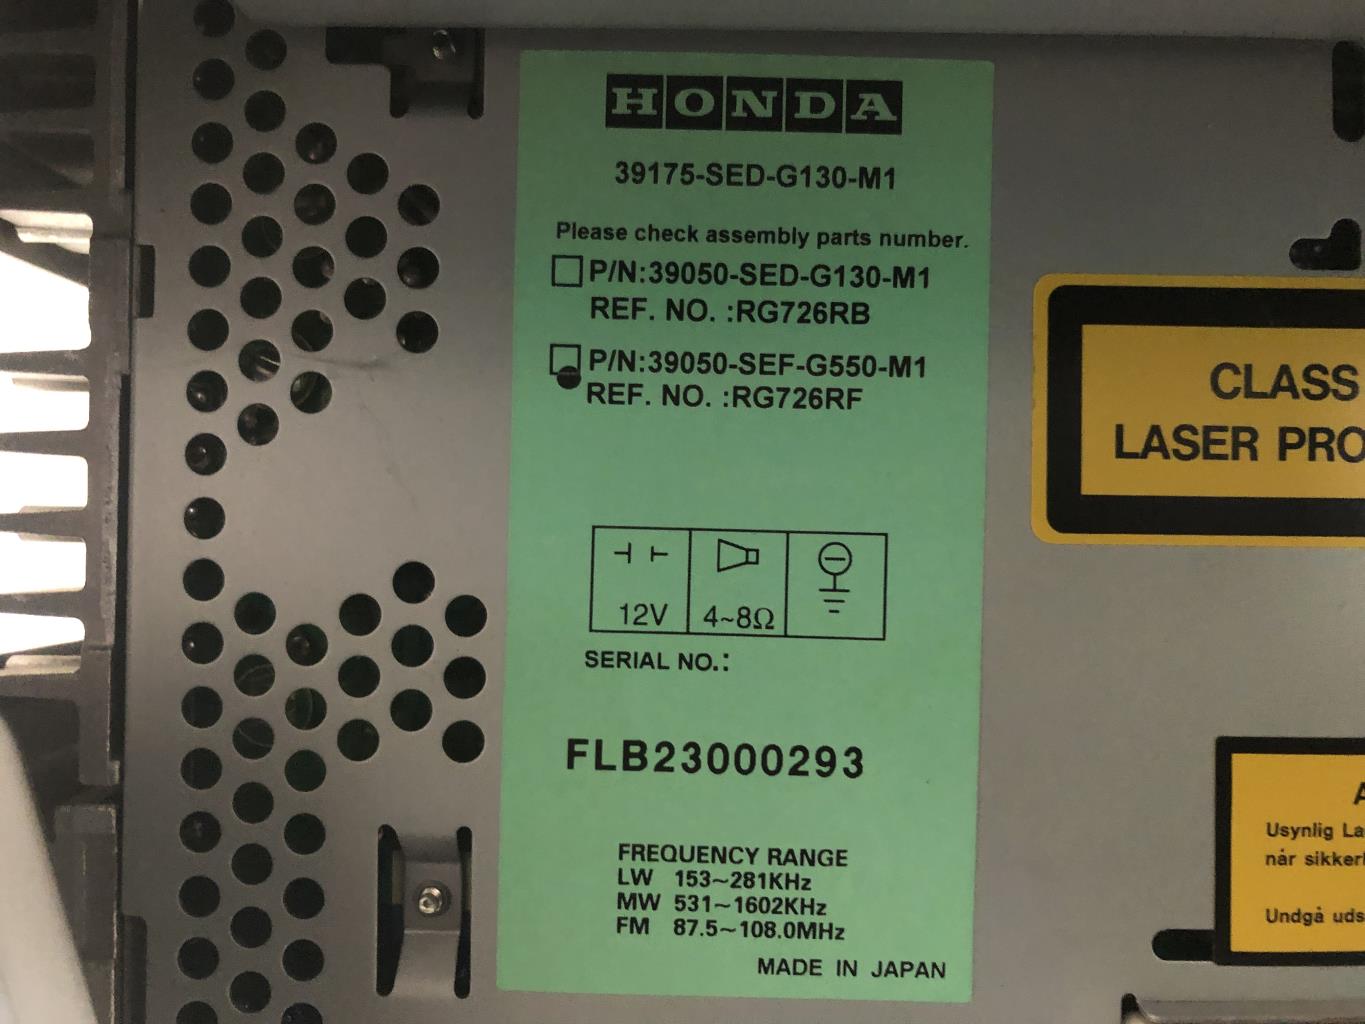 HONDA
39175-SED-G130-M1
Please check assembly parts number.
P/N:39050-SED-G130-M1
REF. NO. :RG726RB
P/N:39050-SEF-G550-M1
REF. NO. :RG726RF
12V 4~8Ω
SERIAL NO.:
FLB23000293
FREQUENCY RANGE
LW 153~281KHz
MW 531~1602KHz
FM 87.5~108.0MHz
MADE IN JAPAN
CLASS
LASER PRO
Usynlig La
når sikkerl
Undgå uds